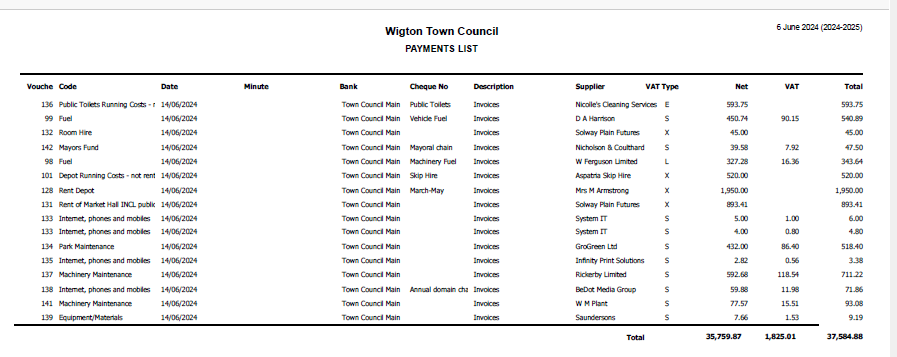 6 June 2024 (2024-2025)
Wigton Town Council
PAYMENTS LIST
Vouche Code Date Minute Bank Cheque No Description Supplier VAT Type Net VAT Total
136 Public Toilets Running Costs - r 14/06/2024 Town Council Main Public Toilets Invoices Nicolle's Cleaning Services E 593.75 593.75
99 Fuel 14/06/2024 Town Council Main Vehicle Fuel Invoices D A Harrison S 450.74 90.15 540.89
132 Room Hire 14/06/2024 Town Council Main Invoices Solway Plain Futures X 45.00 45.00
142 Mayors Fund 14/06/2024 Town Council Main Mayoral chain Invoices Nicholson & Coulthard S 39.58 7.92 47.50
98 Fuel 14/06/2024 Town Council Main Machinery Fuel Invoices W Ferguson Limited L 327.28 16.36 343.64
101 Depot Running Costs - not rent 14/06/2024 Town Council Main Skip Hire Invoices Aspatria Skip Hire X 520.00 520.00
128 Rent Depot 14/06/2024 Town Council Main March-May Invoices Mrs M Armstrong X 1,950.00 1,950.00
131 Rent of Market Hall INCL public 14/06/2024 Town Council Main Invoices Solway Plain Futures X 893.41 893.41
133 Internet, phones and mobiles 14/06/2024 Town Council Main Invoices System IT S 5.00 1.00 6.00
133 Internet, phones and mobiles 14/06/2024 Town Council Main Invoices System IT S 4.00 0.80 4.80
134 Park Maintenance 14/06/2024 Town Council Main Invoices GroGreen Ltd S 432.00 86.40 518.40
135 Internet, phones and mobiles 14/06/2024 Town Council Main Invoices Infinity Print Solutions S 2.82 0.56 3.38
137 Machinery Maintenance 14/06/2024 Town Council Main Invoices Rickerby Limited S 592.68 118.54 711.22
138 Internet, phones and mobiles 14/06/2024 Town Council Main Annual domain cha Invoices BeDot Media Group S 59.88 11.98 71.86
141 Machinery Maintenance 14/06/2024 Town Council Main Invoices W M Plant S 77.57 15.51 93.08
139 Equipment/Materials 14/06/2024 Town Council Main Invoices Saundersons S 7.66 1.53 9.19
Total 35,759.87 1,825.01 37,584.88